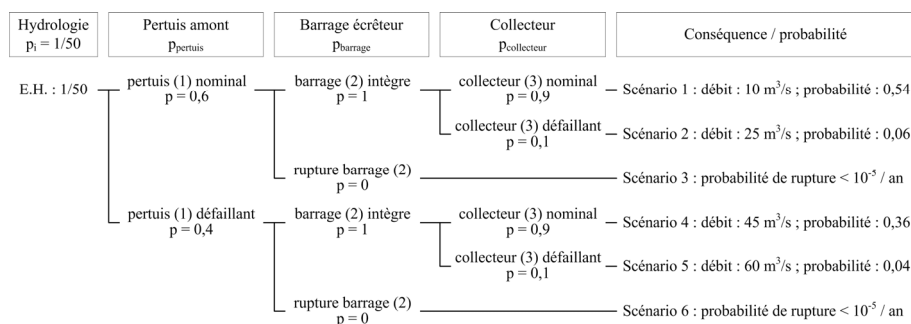 Hydrologie
p_i = 1/50
Pertuis amont
p_pertuis
Barrage écrêteur
p_barrage
Collecteur
p_collecteur
Conséquence / probabilité
E.H. : 1/50
pertuis (1) nominal
p = 0,6
barrage (2) intègre
p = 1
collecteur (3) nominal
p = 0,9
Scénario 1 : débit : 10 m³/s ; probabilité : 0,54
collecteur (3) défaillant
p = 0,1
Scénario 2 : débit : 25 m³/s ; probabilité : 0,06
rupture barrage (2)
p = 0
Scénario 3 : probabilité de rupture < 10⁻⁵ / an
pertuis (1) défaillant
p = 0,4
barrage (2) intègre
p = 1
collecteur (3) nominal
p = 0,9
Scénario 4 : débit : 45 m³/s ; probabilité : 0,36
collecteur (3) défaillant
p = 0,1
Scénario 5 : débit : 60 m³/s ; probabilité : 0,04
rupture barrage (2)
p = 0
Scénario 6 : probabilité de rupture < 10⁻⁵ / an